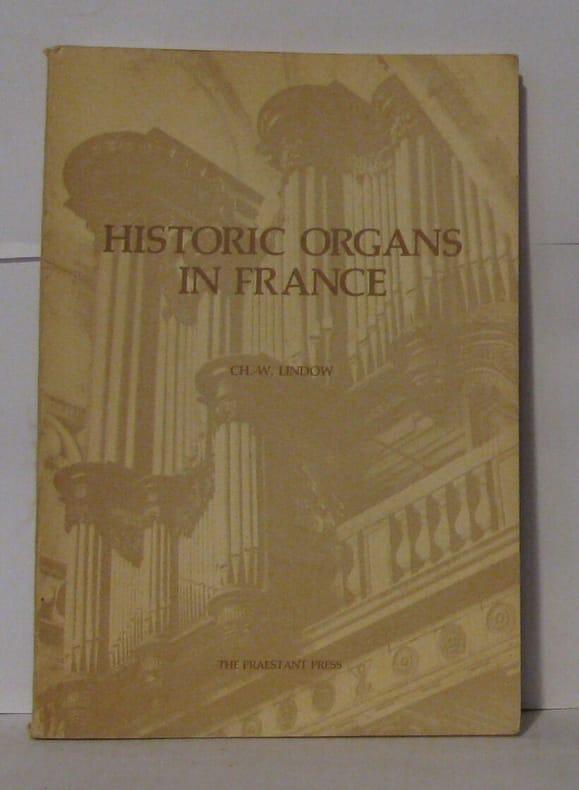 HISTORIC ORGANS
IN FRANCE
CH.-W. LINDOW
THE PRAESTANT PRESS